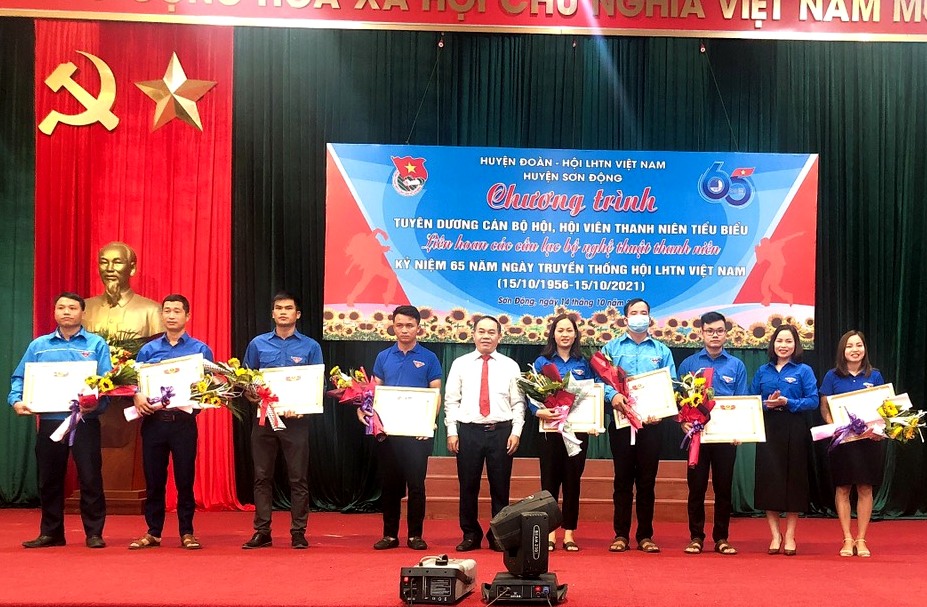 CỘNG HÒA XÃ HỘI CHỦ NGHĨA VIỆT NAM MUÔN
HUYỆN ĐOÀN - HỘI LHTN VIỆT NAM
HUYỆN SƠN ĐỘNG
65
Chương trình
TUYÊN DƯƠNG CÁN BỘ HỘI, HỘI VIÊN THANH NIÊN TIÊU BIỂU
Liên hoan các câu lạc bộ nghệ thuật thanh niên
KỶ NIỆM 65 NĂM NGÀY TRUYỀN THỐNG HỘI LHTN VIỆT NAM
(15/10/1956-15/10/2021)
Sơn Động, ngày 14 tháng 10 năm